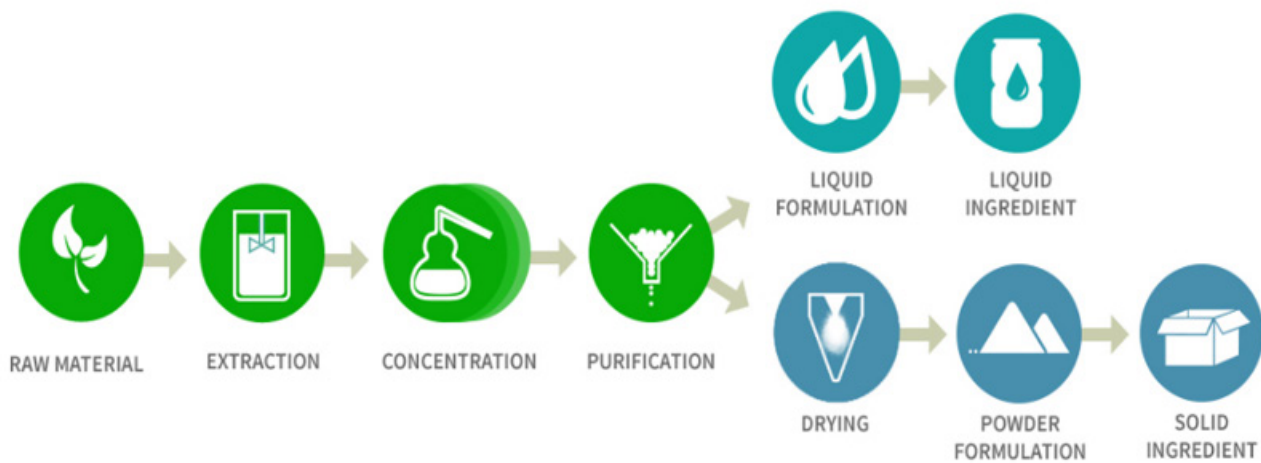 RAW MATERIAL
EXTRACTION
CONCENTRATION
PURIFICATION
LIQUID
FORMULATION
LIQUID
INGREDIENT
DRYING
POWDER
FORMULATION
SOLID
INGREDIENT